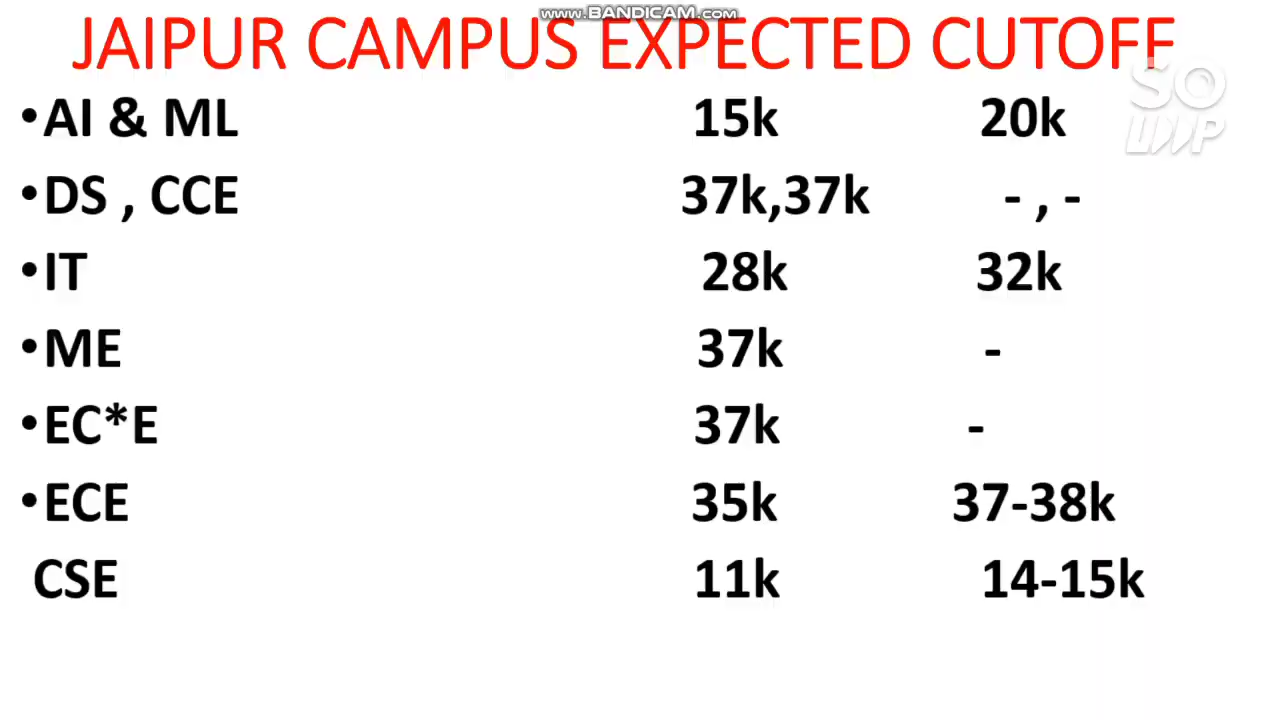 www.BANDICAM.com
JAIPUR CAMPUS EXPECTED CUTOFF
•AI & ML 15k 20k
•DS , CCE 37k,37k - , -
•IT 28k 32k
•ME 37k -
•EC*E 37k -
•ECE 35k 37-38k
CSE 11k 14-15k